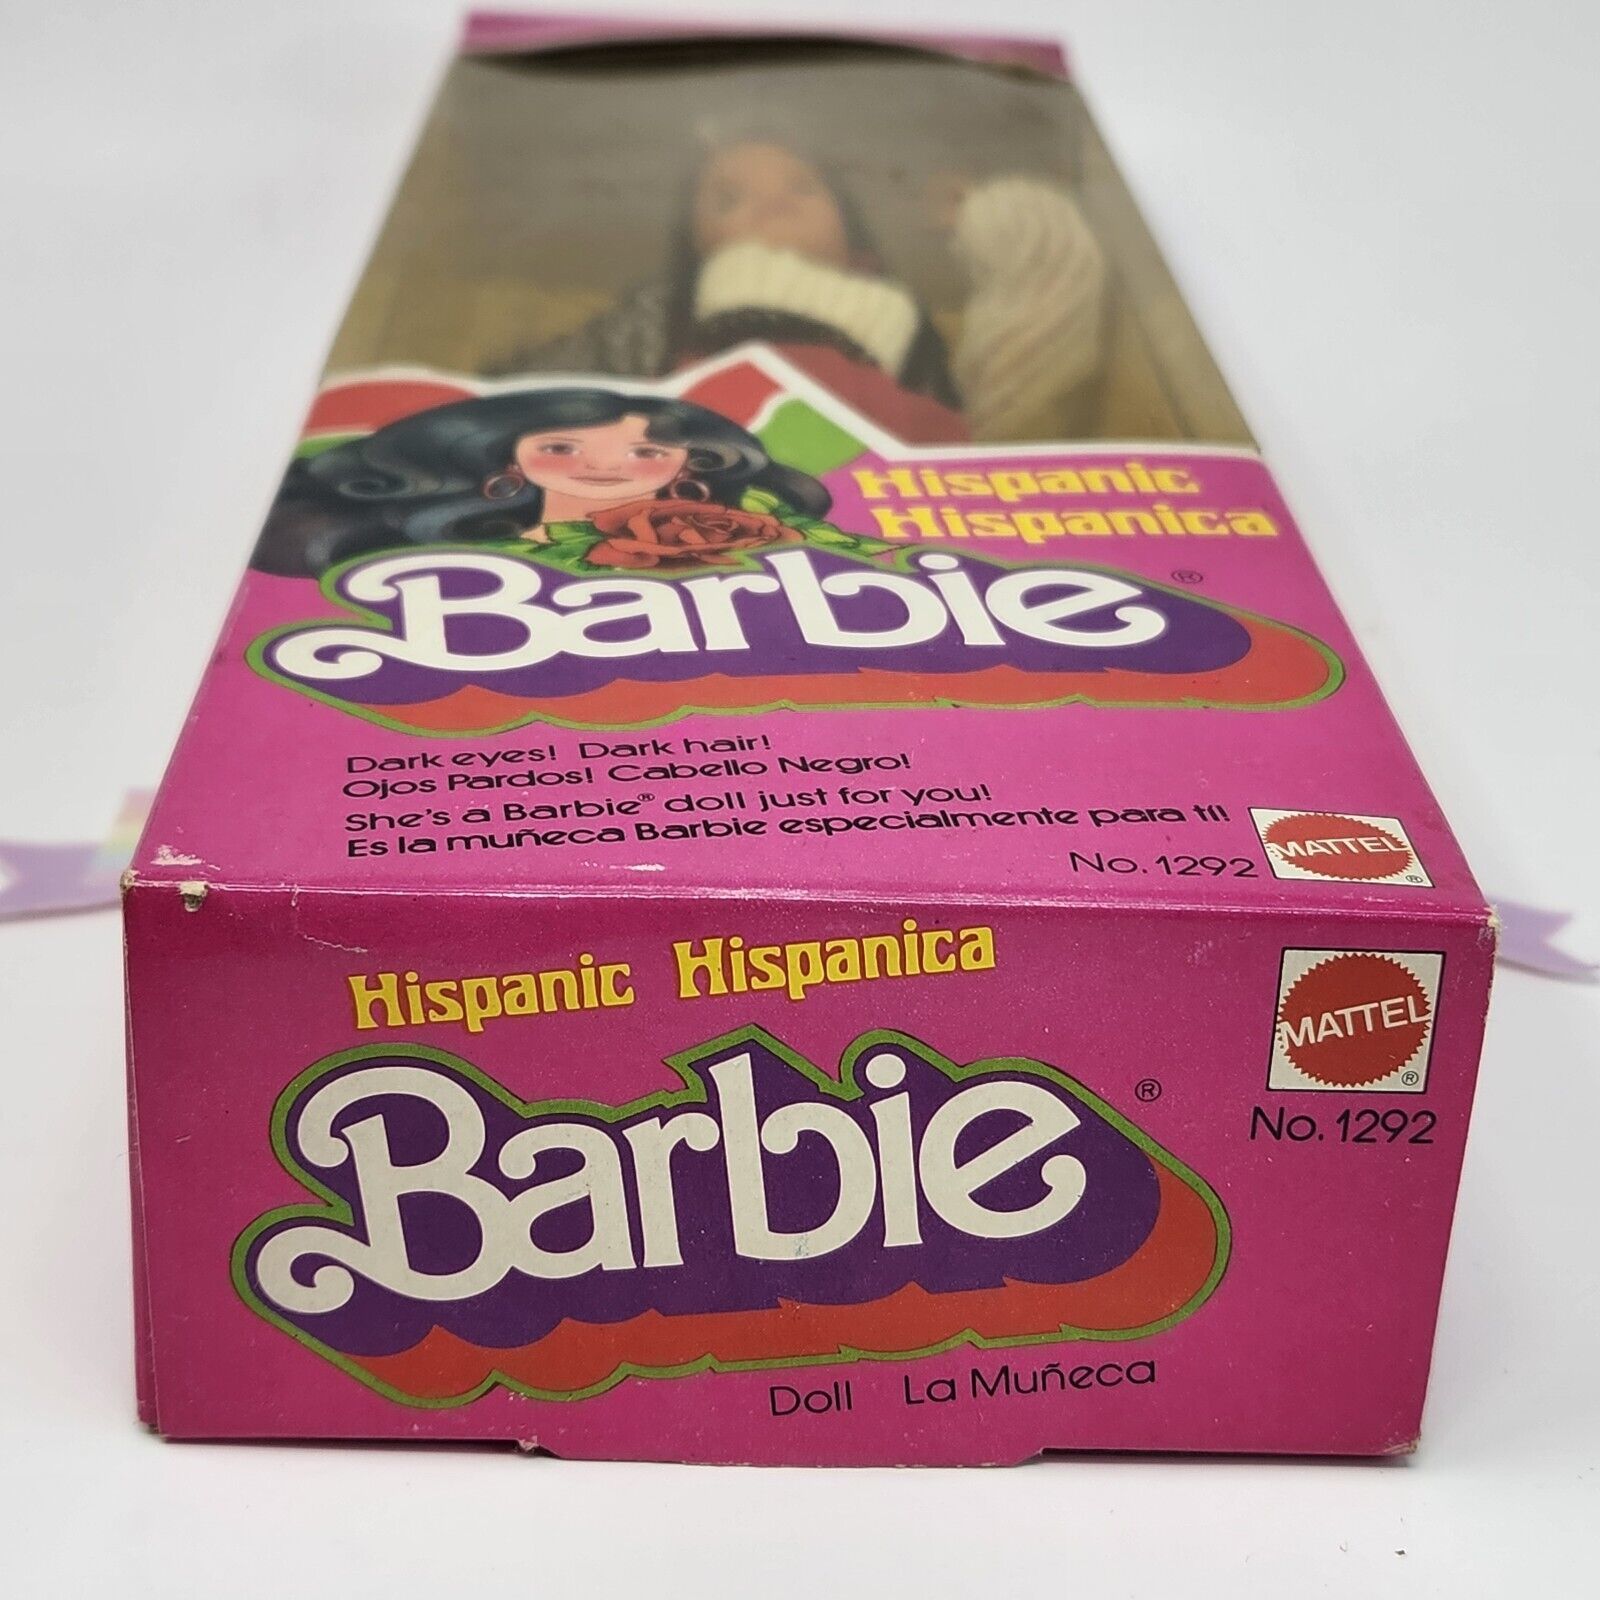 Hispanic
Hispanica
Barbie®
Dark eyes! Dark hair!
Ojos Pardos! Cabello Negro!
She's a Barbie® doll just for you!
Es la muñeca Barbie especialmente para tí!
No. 1292
MATTEL®
Hispanic Hispanica
Barbie®
MATTEL®
No. 1292
Doll La Muñeca